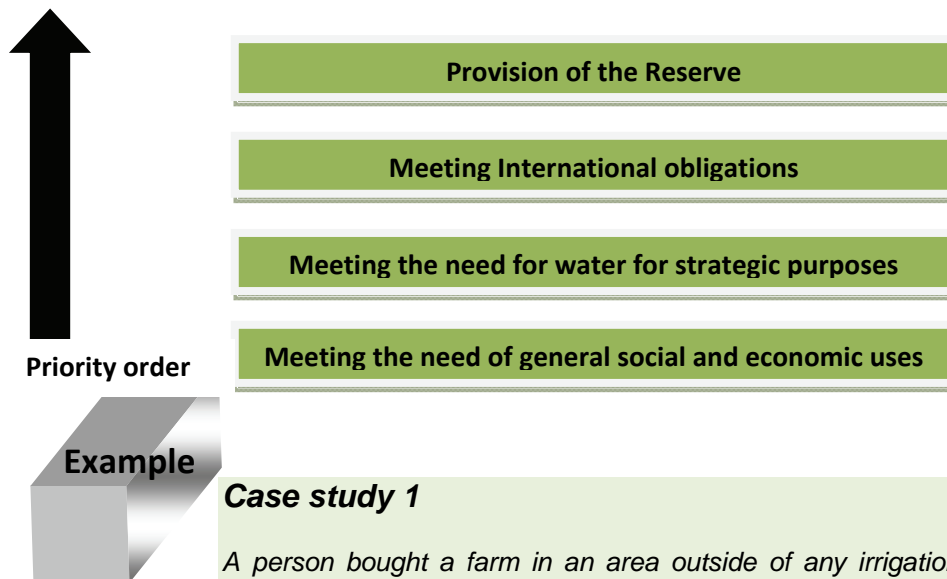 Provision of the Reserve
Meeting International obligations
Meeting the need for water for strategic purposes
Meeting the need of general social and economic uses
Priority order
Example
Case study 1
A person bought a farm in an area outside of any